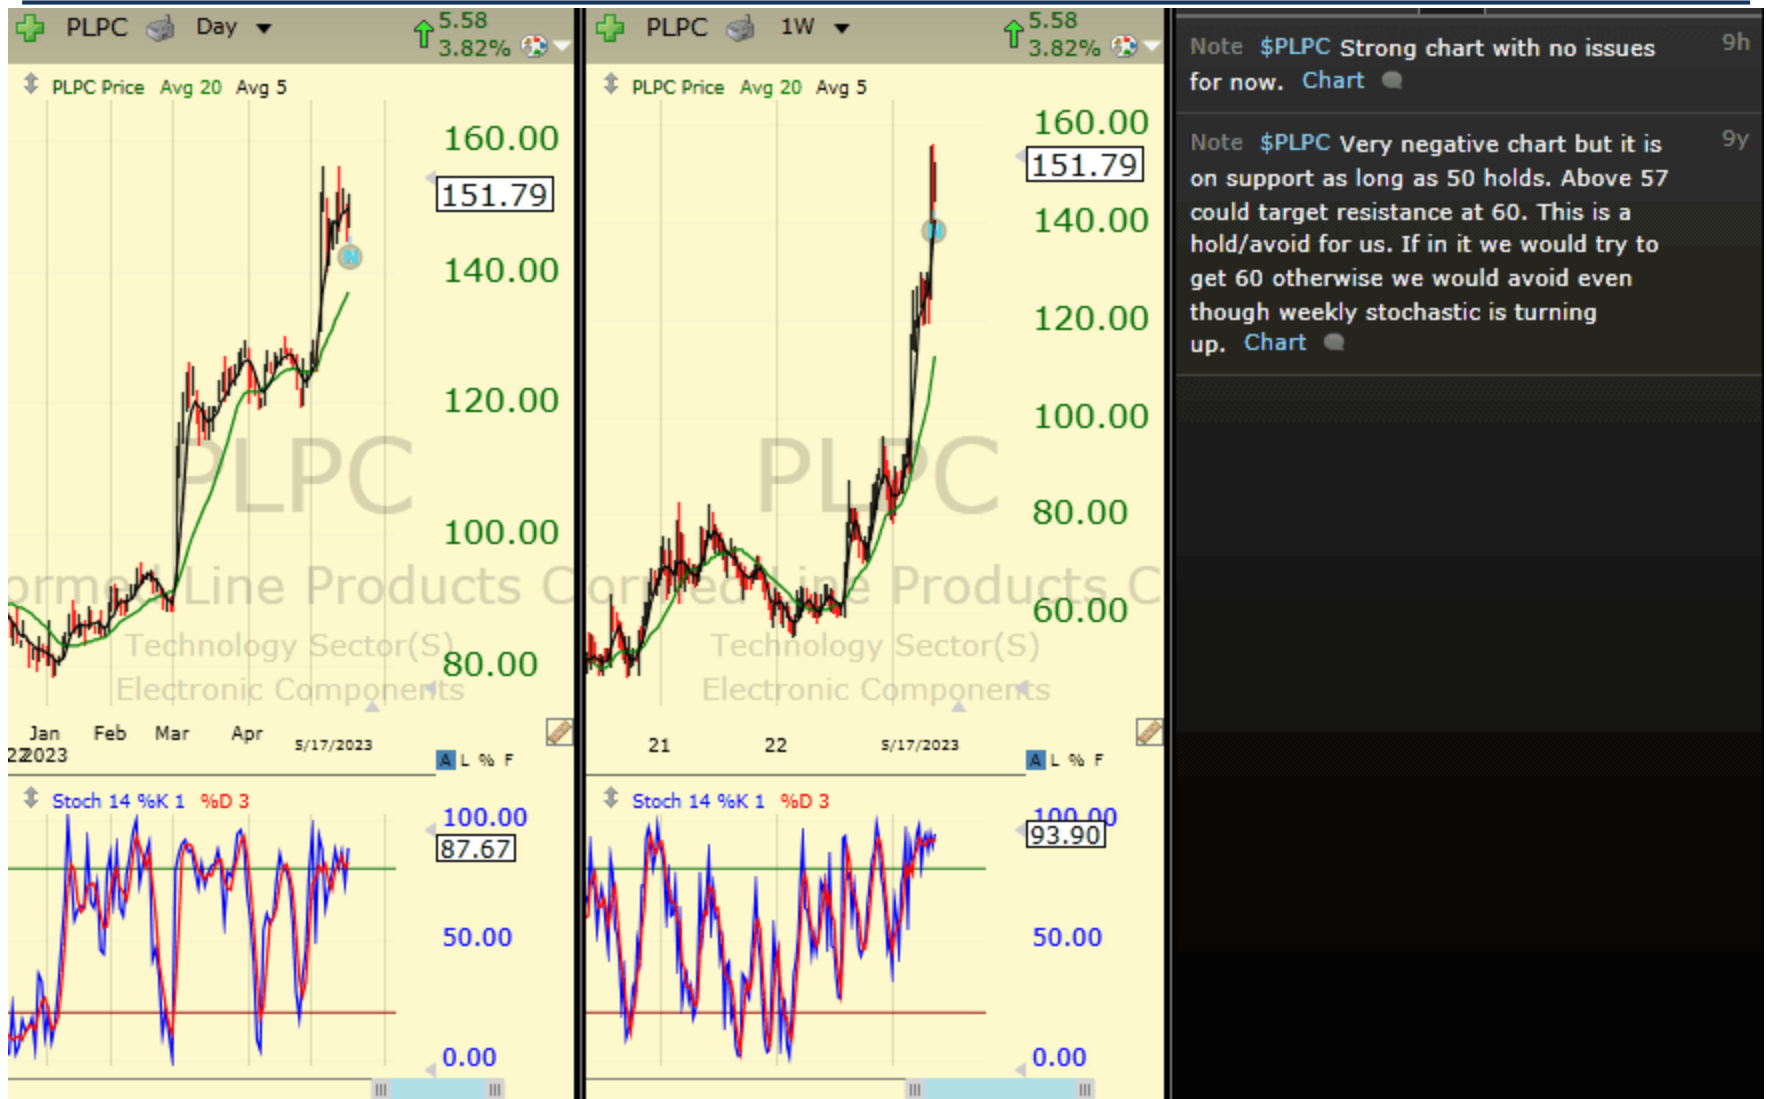 PLPC Day
5.58
3.82%
PLPC Price Avg 20 Avg 5
160.00
151.79
140.00
120.00
100.00
80.00
PLPC
ormed Line Products C
Technology Sector(S)
Electronic Components
N
Jan Feb Mar Apr 5/17/2023
22 2023
A L % F
Stoch 14 %K 1 %D 3
100.00
87.67
50.00
0.00
PLPC 1W
5.58
3.82%
PLPC Price Avg 20 Avg 5
160.00
151.79
140.00
120.00
100.00
80.00
60.00
PLPC
ormed Line Products C
Technology Sector(S)
Electronic Components
N
21 22 5/17/2023
A L % F
Stoch 14 %K 1 %D 3
100.00
93.90
50.00
0.00
Note $PLPC Strong chart with no issues 9h
for now. Chart
Note $PLPC Very negative chart but it is 9y
on support as long as 50 holds. Above 57
could target resistance at 60. This is a
hold/avoid for us. If in it we would try to
get 60 otherwise we would avoid even
though weekly stochastic is turning
up. Chart